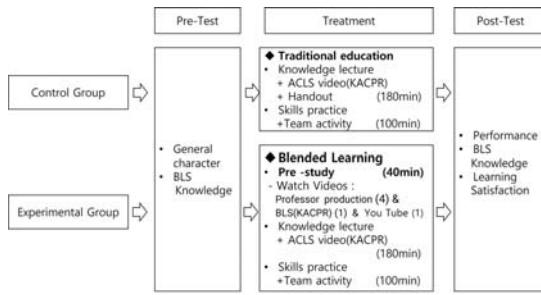 Pre-Test
Treatment
Post-Test
Control Group
Experimental Group
• General
character
• BLS
Knowledge
◆ Traditional education
• Knowledge lecture
+ ACLS video(KACPR)
+ Handout (180min)
• Skills practice
+Team activity (100min)
◆ Blended Learning
• Pre -study (40min)
- Watch Videos :
Professor production (4) &
BLS(KACPR) (1) & You Tube (1)
• Knowledge lecture
+ ACLS video(KACPR)
(180min)
• Skills practice
+Team activity (100min)
• Performance
• BLS
Knowledge
• Learning
Satisfaction